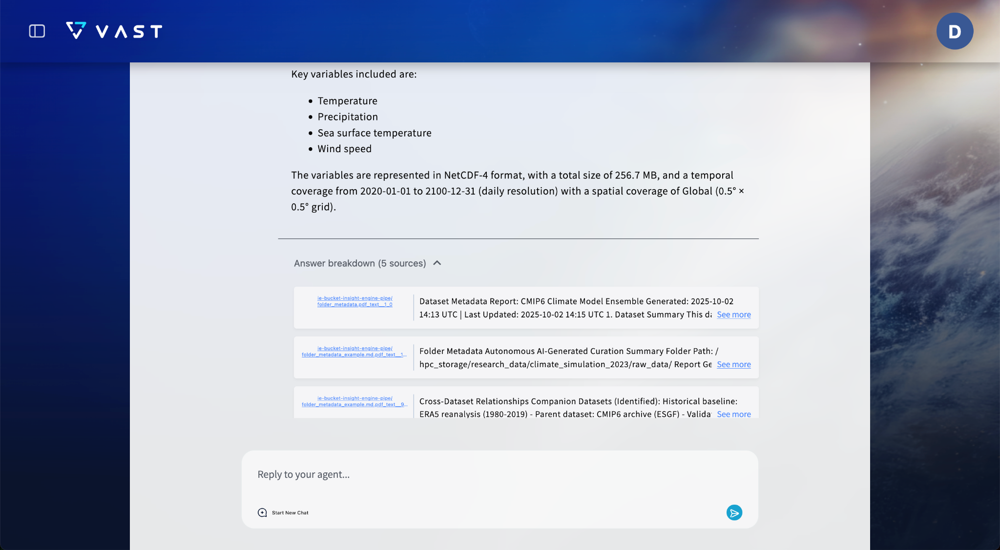 VAST
D
Key variables included are:
• Temperature
• Precipitation
• Sea surface temperature
• Wind speed
The variables are represented in NetCDF-4 format, with a total size of 256.7 MB, and a temporal
coverage from 2020-01-01 to 2100-12-31 (daily resolution) with a spatial coverage of Global (0.5° ×
0.5° grid).
Answer breakdown (5 sources)
ie-bucket-insight-engine-pipe/
folder_metadata.pdf_text__1_0
Dataset Metadata Report: CMIP6 Climate Model Ensemble Generated: 2025-10-02
14:13 UTC | Last Updated: 2025-10-02 14:15 UTC 1. Dataset Summary This da See more
ie-bucket-insight-engine-pipe/
folder_metadata_example.md.pdf_text__1...
Folder Metadata Autonomous AI-Generated Curation Summary Folder Path: /
hpc_storage/research_data/climate_simulation_2023/raw_data/ Report Ge See more
ie-bucket-insight-engine-pipe/
folder_metadata_example.md.pdf_text__9...
Cross-Dataset Relationships Companion Datasets (Identified): Historical baseline:
ERA5 reanalysis (1980-2019) - Parent dataset: CMIP6 archive (ESGF) - Valida See more
Reply to your agent...
Start New Chat